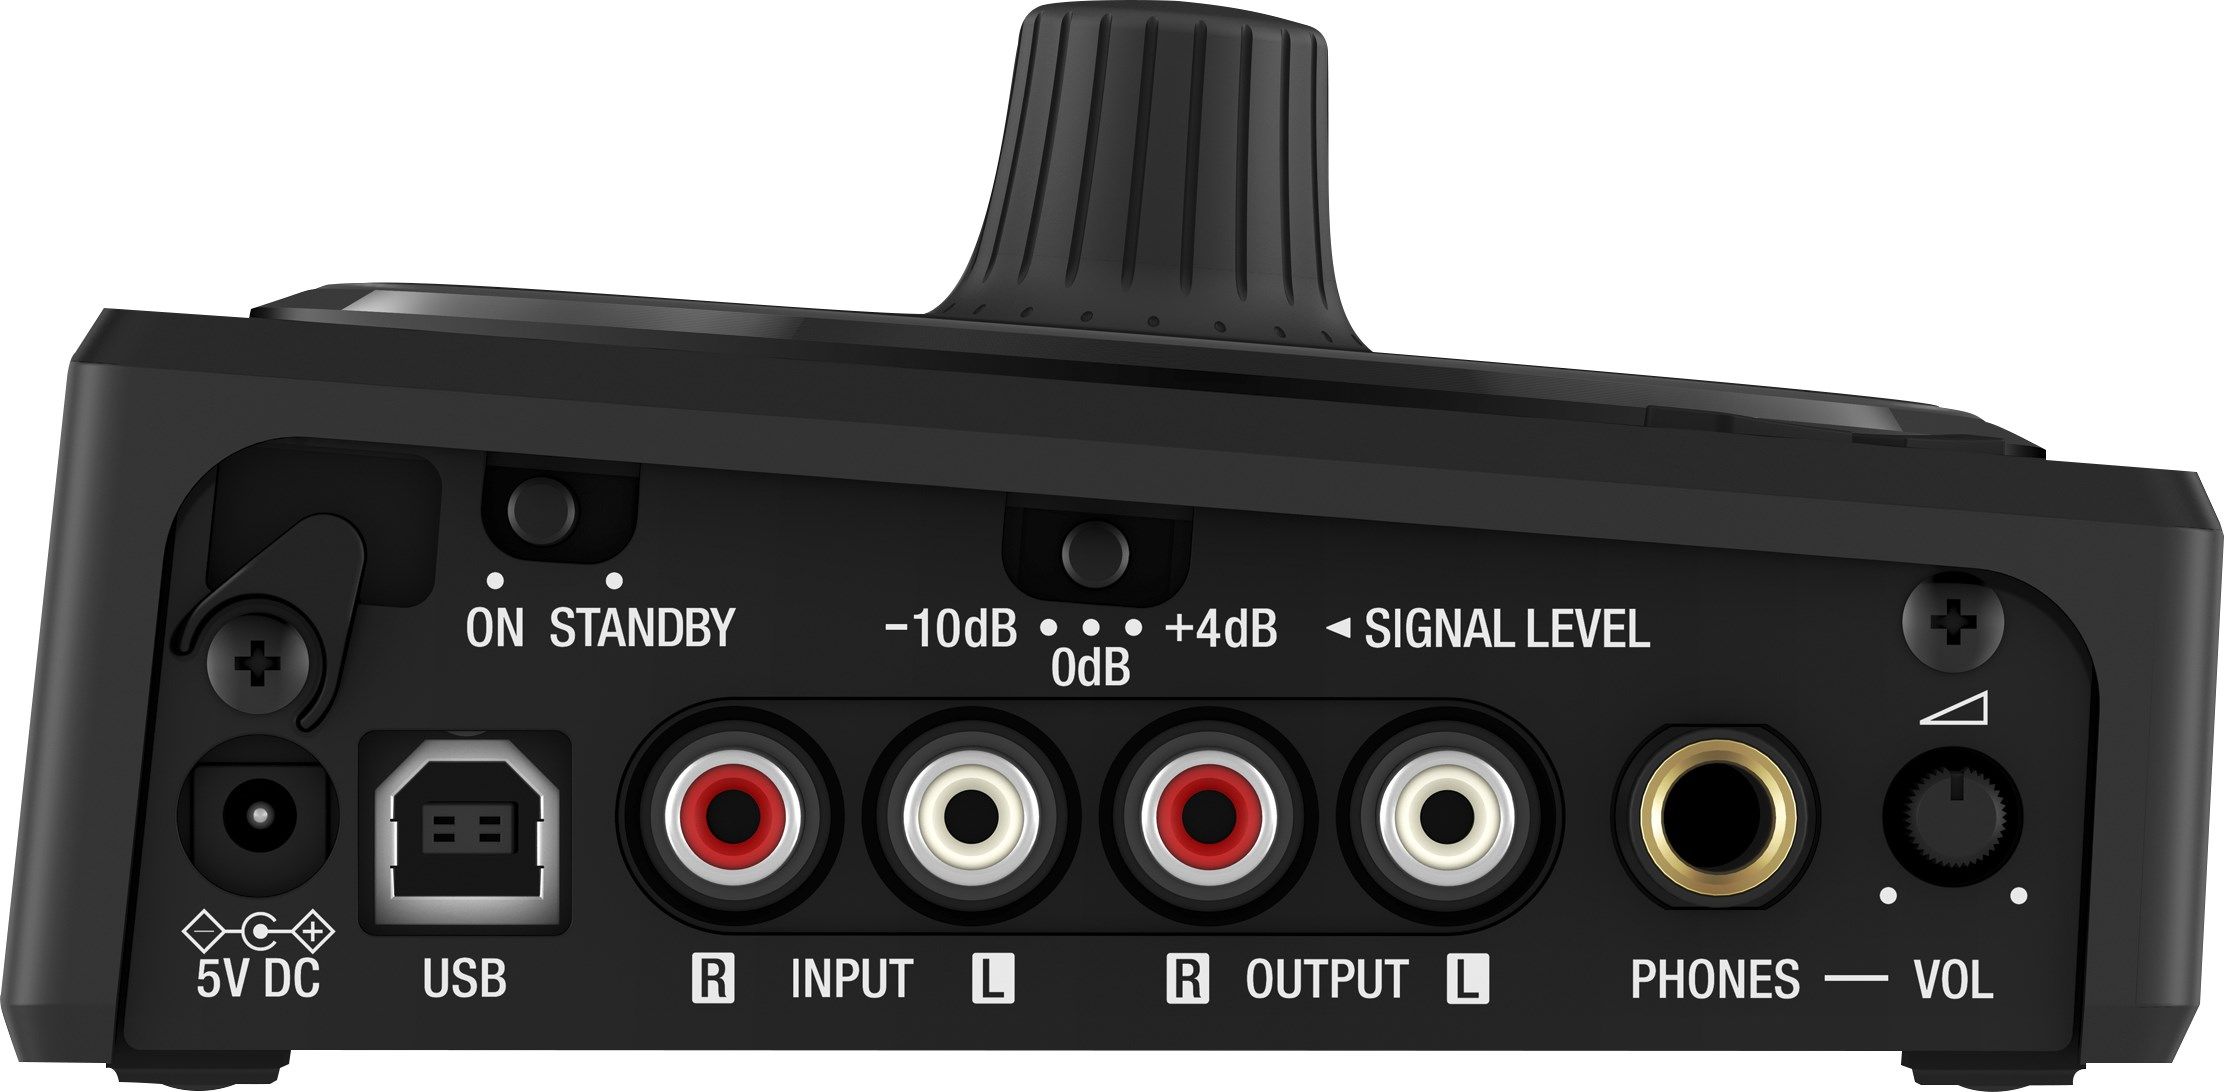 ON STANDBY
−10dB +4dB ◄ SIGNAL LEVEL
0dB
5V DC USB R INPUT L R OUTPUT L PHONES — VOL